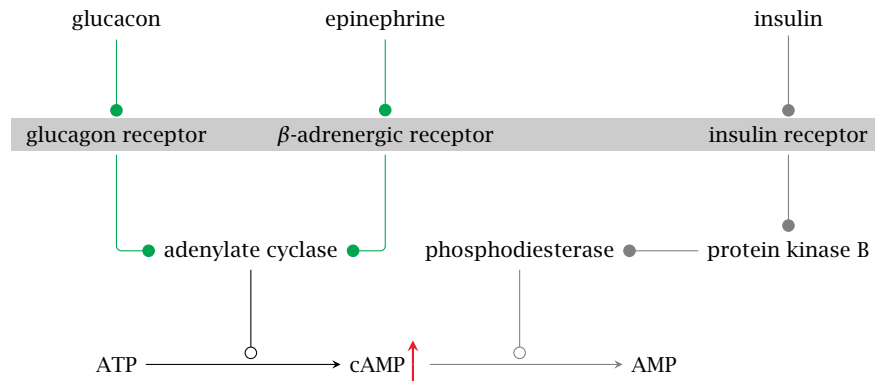 glucacon epinephrine insulin
glucagon receptor β-adrenergic receptor insulin receptor
adenylate cyclase phosphodiesterase protein kinase B
ATP cAMP AMP